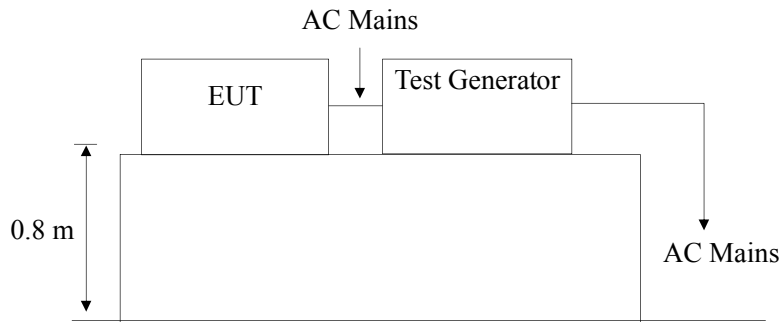 AC Mains
EUT
Test Generator
0.8 m
AC Mains